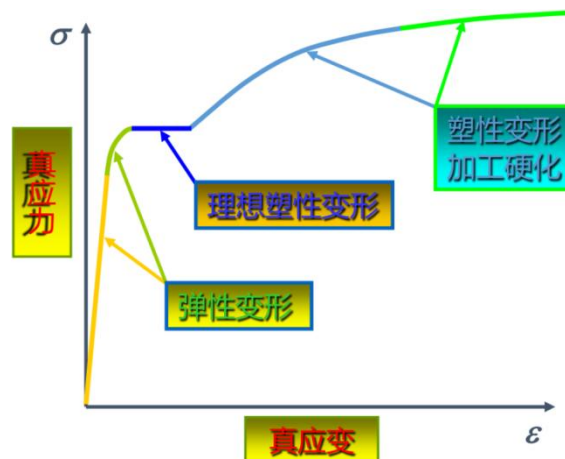 σ
真应力
塑性变形
加工硬化
理想塑性变形
弹性变形
真应变
ε